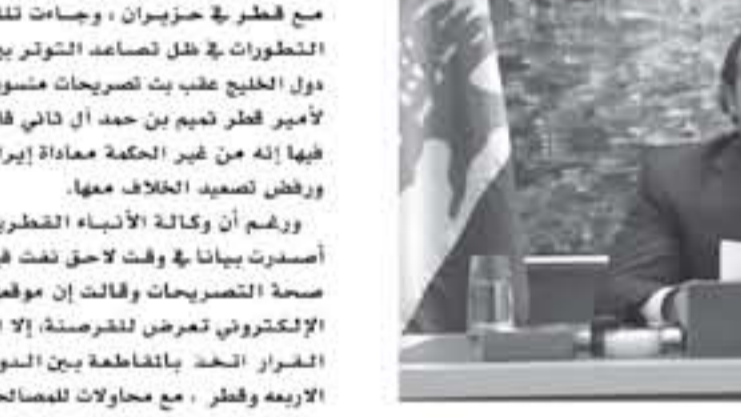 مع قطر في حزيران ، وجاءت تلك
التطورات في ظل تصاعد التوتر بين
دول الخليج عقب بث تصريحات منسوبة
لأمير قطر تميم بن حمد آل ثاني قال
فيها إنه من غير الحكمة معاداة إيران
ورفض تصعيد الخلاف معها.
ورغم أن وكالة الأنباء القطرية
أصدرت بيانا في وقت لاحق نفت فيه
صحة التصريحات وقالت إن موقعها
الإلكتروني تعرض للقرصنة، إلا
القرار اتخذ بالقاطعة بين الدول
الاربعه وقطر ، مع محاولات للمصالحة